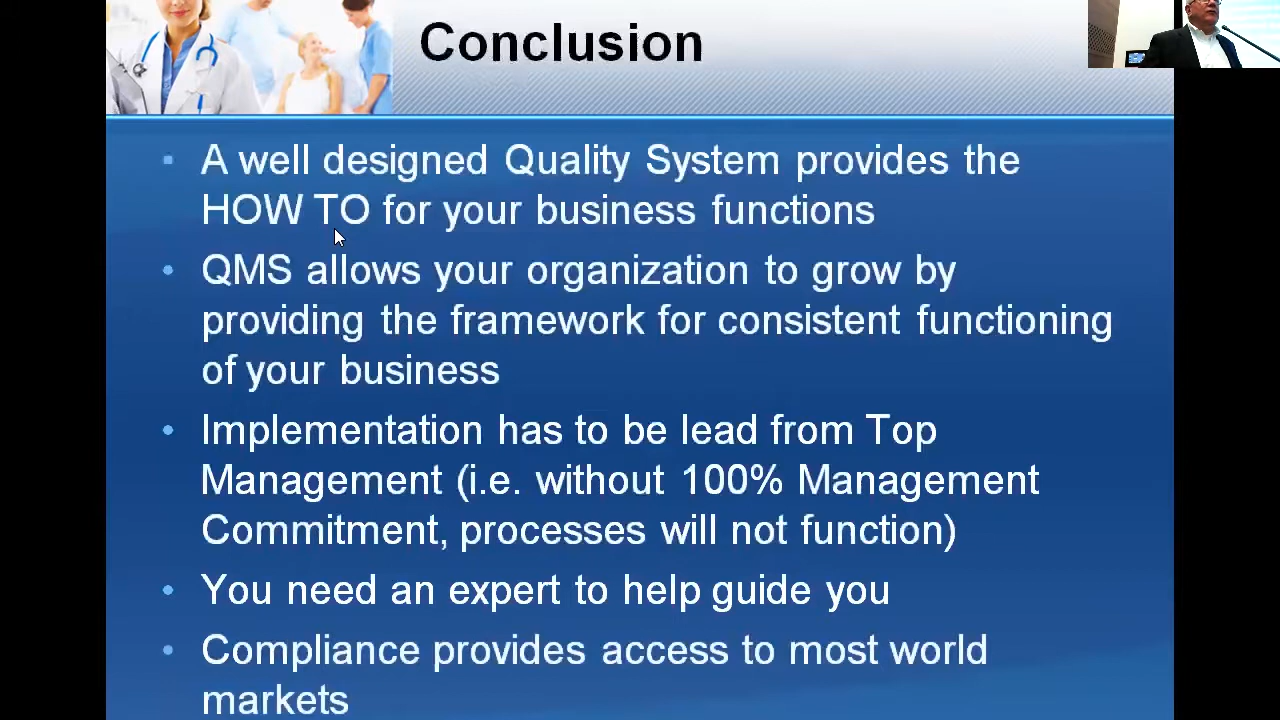 Conclusion
• A well designed Quality System provides the
HOW TO for your business functions
• QMS allows your organization to grow by
providing the framework for consistent functioning
of your business
• Implementation has to be lead from Top
Management (i.e. without 100% Management
Commitment, processes will not function)
• You need an expert to help guide you
• Compliance provides access to most world
markets